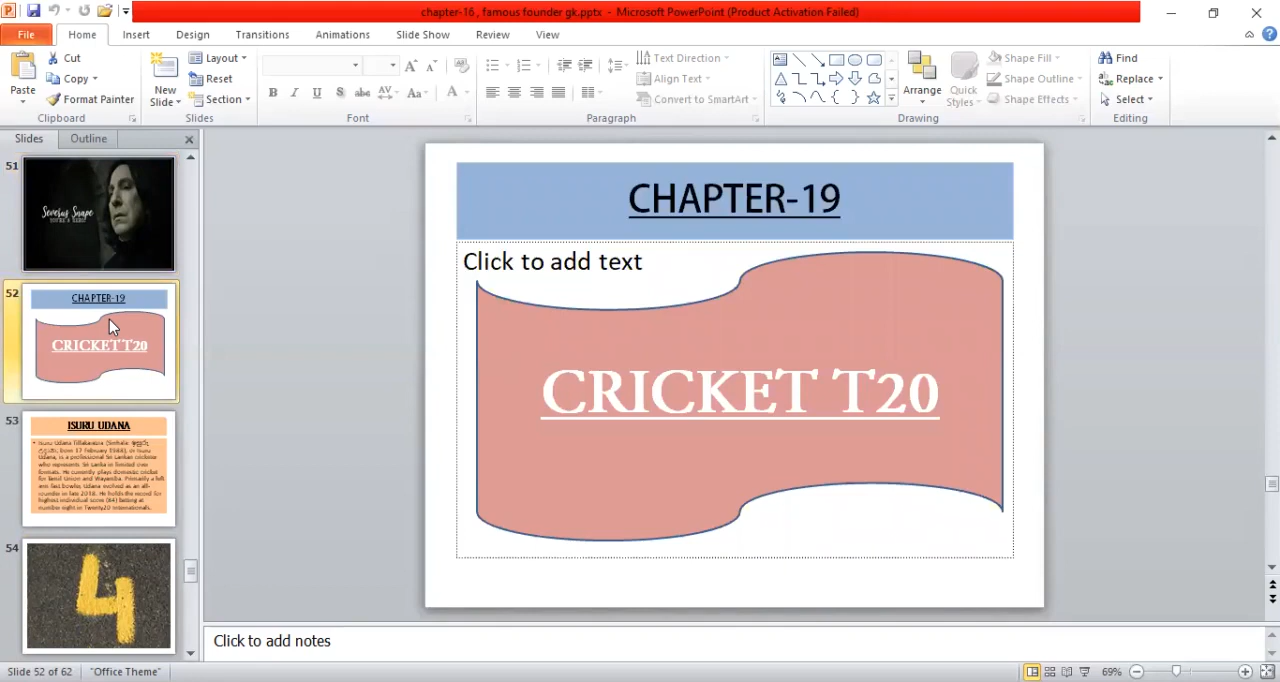 chapter-16 , famous founder gk.pptx - Microsoft PowerPoint (Product Activation Failed)
File Home Insert Design Transitions Animations Slide Show Review View
Paste
Cut
Copy
Format Painter
Clipboard
New
Slide
Layout
Reset
Section
Slides
B I U S abc AV Aa A
Font
Text Direction
Align Text
Convert to SmartArt
Paragraph
Arrange
Quick
Styles
Shape Fill
Shape Outline
Shape Effects
Drawing
Find
Replace
Select
Editing
Slides Outline
51
Severus Snape
52
CHAPTER-19
CRICKET T20
53
ISURU UDANA
54
4
CHAPTER-19
Click to add text
CRICKET T20
Click to add notes
Slide 52 of 62 "Office Theme" 69%